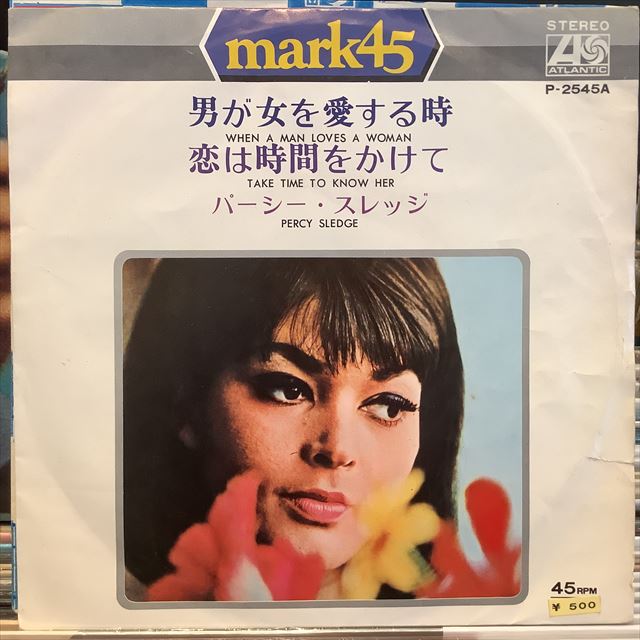 mark45
STEREO
ATLANTIC
P-2545A
男が女を愛する時
WHEN A MAN LOVES A WOMAN
恋は時間をかけて
TAKE TIME TO KNOW HER
パーシー・スレッジ
PERCY SLEDGE
45RPM
¥500